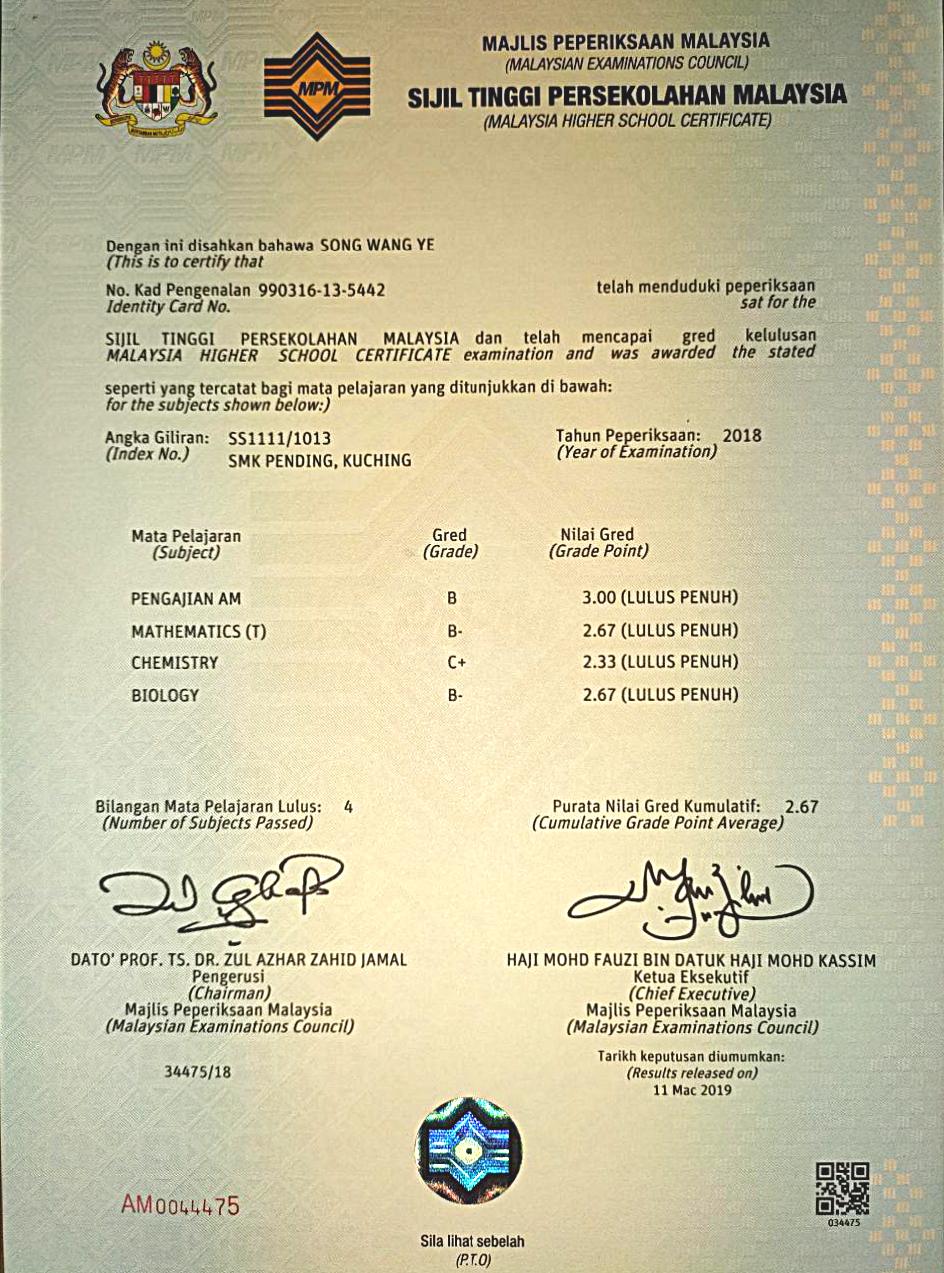 MAJLIS PEPERIKSAAN MALAYSIA
(MALAYSIAN EXAMINATIONS COUNCIL)
MPM
SIJIL TINGGI PERSEKOLAHAN MALAYSIA
(MALAYSIA HIGHER SCHOOL CERTIFICATE)
Dengan ini disahkan bahawa SONG WANG YE
(This is to certify that
No. Kad Pengenalan 990316-13-5442 telah menduduki peperiksaan
Identity Card No. sat for the
SIJIL TINGGI PERSEKOLAHAN MALAYSIA dan telah mencapai gred kelulusan
MALAYSIA HIGHER SCHOOL CERTIFICATE examination and was awarded the stated
seperti yang tercatat bagi mata pelajaran yang ditunjukkan di bawah:
for the subjects shown below:)
Angka Giliran: SS1111/1013 Tahun Peperiksaan: 2018
(Index No.) SMK PENDING, KUCHING (Year of Examination)
Mata Pelajaran Gred Nilai Gred
(Subject) (Grade) (Grade Point)
PENGAJIAN AM B 3.00 (LULUS PENUH)
MATHEMATICS (T) B- 2.67 (LULUS PENUH)
CHEMISTRY C+ 2.33 (LULUS PENUH)
BIOLOGY B- 2.67 (LULUS PENUH)
Bilangan Mata Pelajaran Lulus: 4 Purata Nilai Gred Kumulatif: 2.67
(Number of Subjects Passed) (Cumulative Grade Point Average)
DATO' PROF. TS. DR. ZUL AZHAR ZAHID JAMAL HAJI MOHD FAUZI BIN DATUK HAJI MOHD KASSIM
Pengerusi Ketua Eksekutif
(Chairman) (Chief Executive)
Majlis Peperiksaan Malaysia Majlis Peperiksaan Malaysia
(Malaysian Examinations Council) (Malaysian Examinations Council)
34475/18 Tarikh keputusan diumumkan:
(Results released on)
11 Mac 2019
AM0044475
034475
Sila lihat sebelah
(P.T.O)